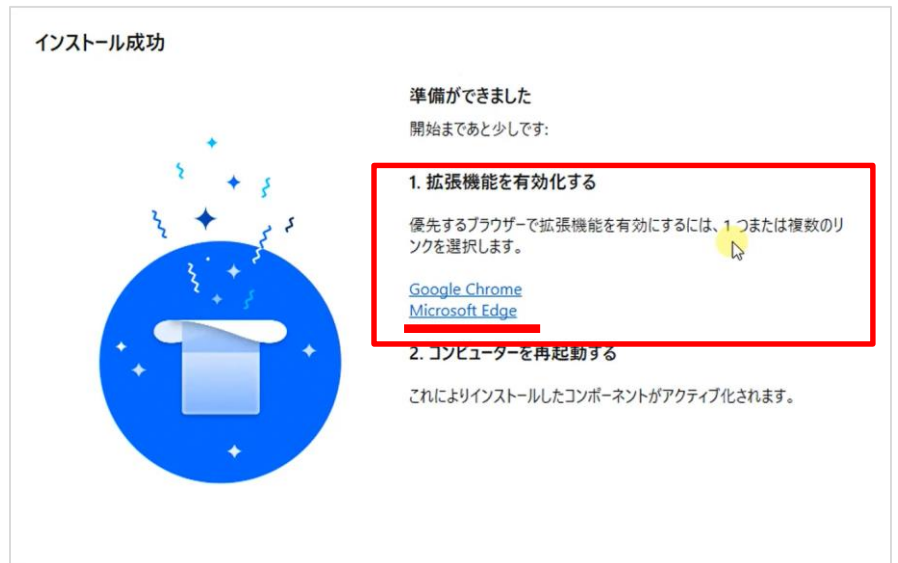 インストール成功
準備ができました
開始まであと少しです:
1. 拡張機能を有効化する
優先するブラウザーで拡張機能を有効にするには、1 つまたは複数のリ
ンクを選択します。
Google Chrome
Microsoft Edge
2. コンピューターを再起動する
これによりインストールしたコンポーネントがアクティブ化されます。